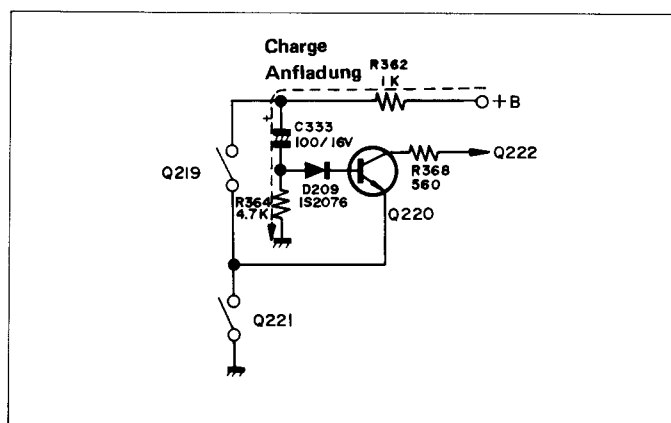 Charge
Anfladung
R362
1K
+B
+
C333
100/16V
Q219
Q222
R368
560
R364
4.7K
D209
1S2076
Q220
Q221